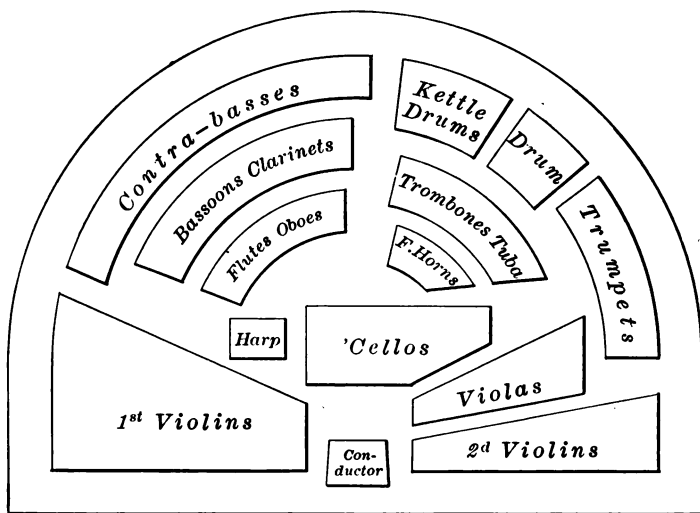 Contra-basses
Kettle
Drums
Drum
Bassoons Clarinets
Trombones Tuba
Trumpets
Flutes Oboes
F. Horns
Harp
'Cellos
1st Violins
Violas
2d Violins
Con-
ductor